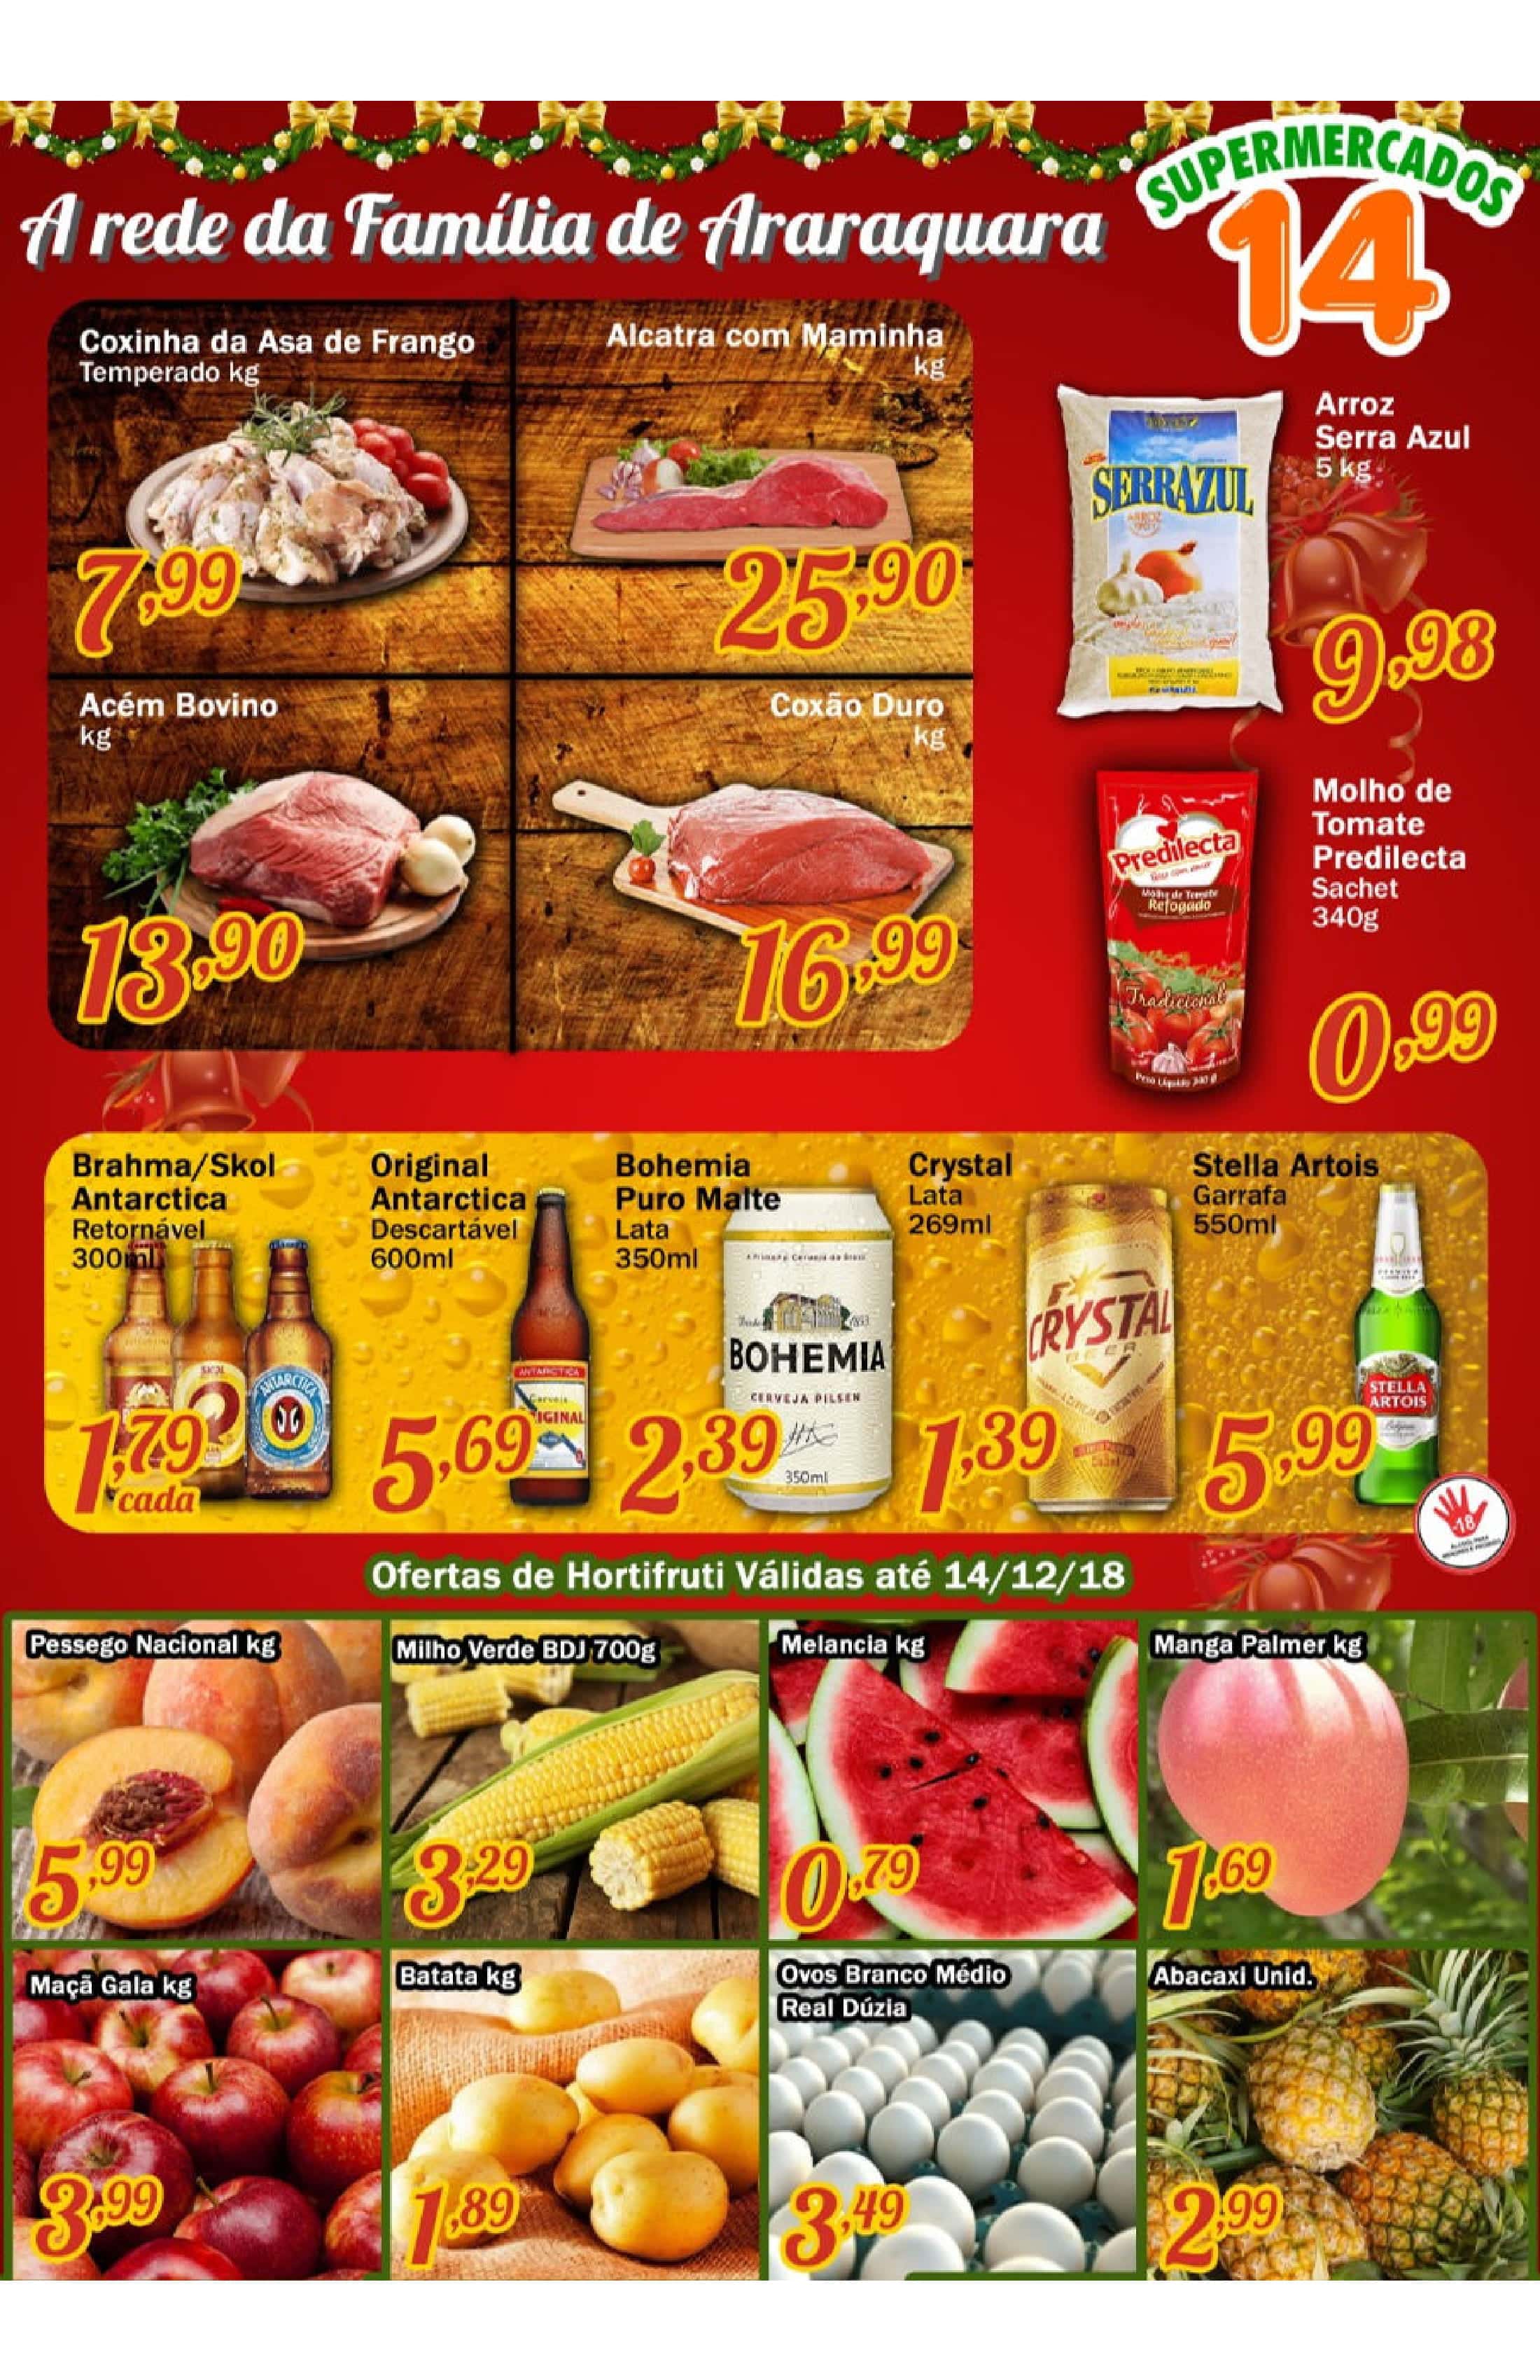 SUPERMERCADOS
14
A rede da Família de Araraquara
Coxinha da Asa de Frango
Temperado kg
7,99
Alcatra com Maminha
kg
25,90
Acém Bovino
kg
13,90
Coxão Duro
kg
16,99
SERRAZUL
Arroz
Serra Azul
5 kg
9,98
Predilecta
Molho de Tomate
Refogado
Tradicional
Peso Líquido 340 g
Molho de
Tomate
Predilecta
Sachet
340g
0,99
Brahma/Skol
Antarctica
Retornável
300ml
SKOL
ANTARCTICA
1,79
cada
Original
Antarctica
Descartável
600ml
ANTARCTICA
5,69
Bohemia
Puro Malte
Lata
350ml
BOHEMIA
CERVEJA PILSEN
350ml
2,39
Crystal
Lata
269ml
CRYSTAL
BEER
1,39
Stella Artois
Garrafa
550ml
STELLA
ARTOIS
5,99
-18
Ofertas de Hortifruti Válidas até 14/12/18
Pessego Nacional kg
5,99
Milho Verde BDJ 700g
3,29
Melancia kg
0,79
Manga Palmer kg
1,69
Maçã Gala kg
3,99
Batata kg
1,89
Ovos Branco Médio
Real Dúzia
3,49
Abacaxi Unid.
2,99